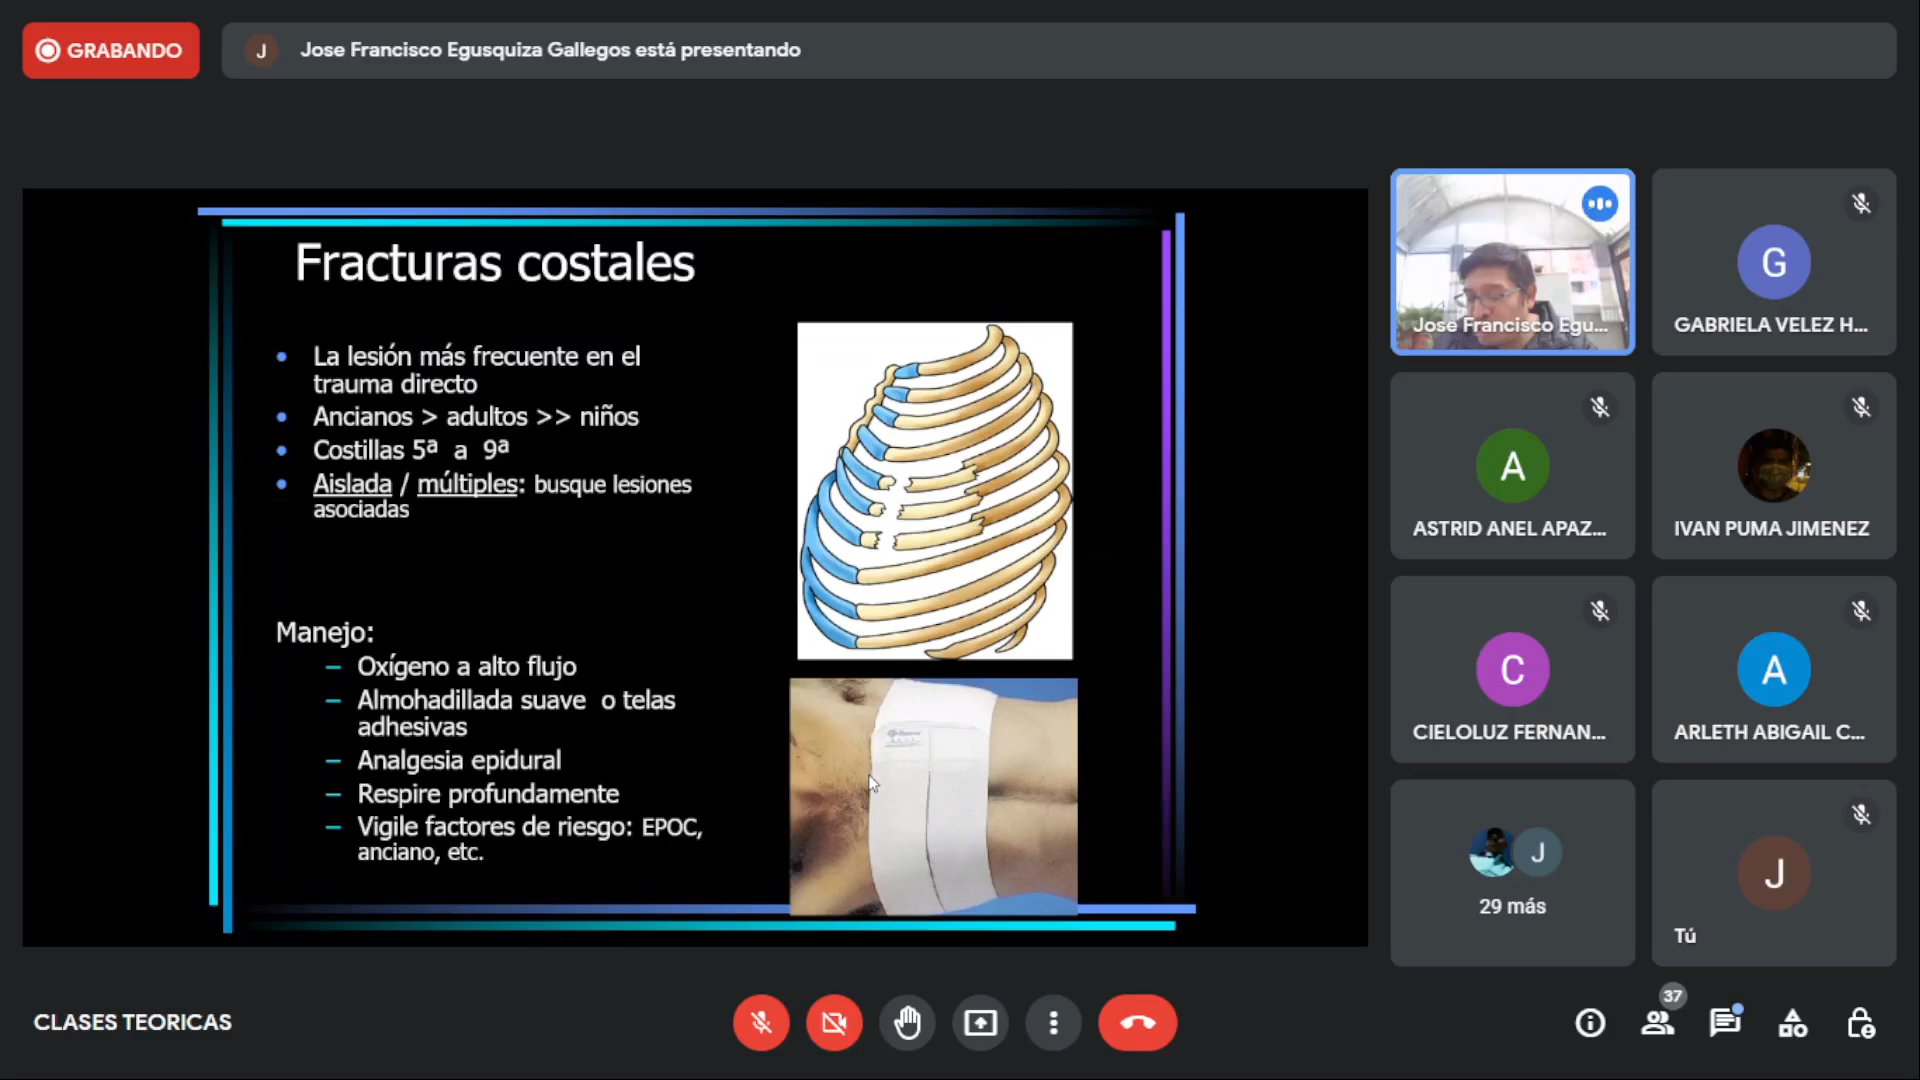 GRABANDO
J
Jose Francisco Egusquiza Gallegos está presentando
Fracturas costales
La lesión más frecuente en el
trauma directo
Ancianos > adultos >> niños
Costillas 5ª a 9ª
Aislada / múltiples: busque lesiones
asociadas
Manejo:
– Oxígeno a alto flujo
– Almohadillada suave o telas
adhesivas
– Analgesia epidural
– Respire profundamente
– Vigile factores de riesgo: EPOC,
anciano, etc.
Jose Francisco Egu...
G
GABRIELA VELEZ H...
A
ASTRID ANEL APAZ...
IVAN PUMA JIMENEZ
C
CIELOLUZ FERNAN...
A
ARLETH ABIGAIL C...
J
29 más
J
Tú
CLASES TEORICAS
37